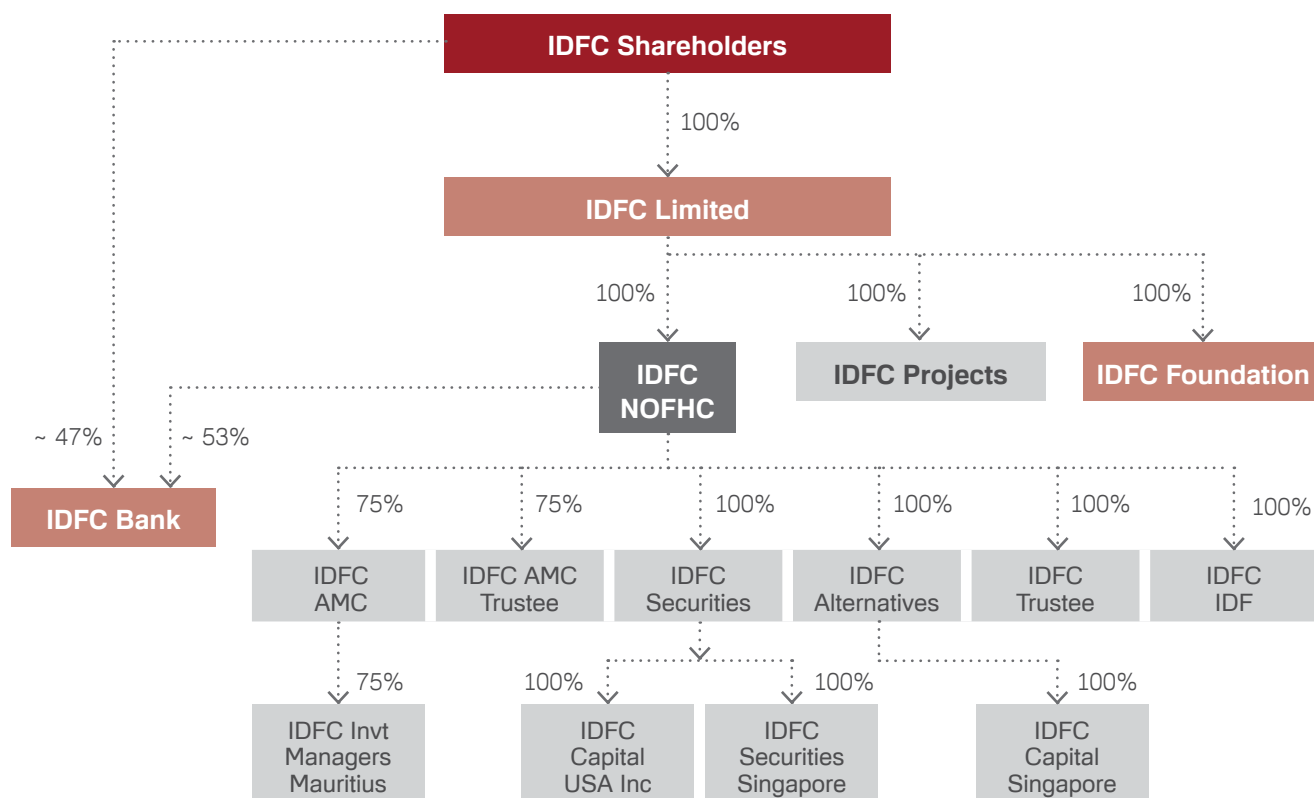 IDFC Shareholders
100%
IDFC Limited
100%
100%
100%
IDFC
NOFHC
IDFC Projects
IDFC Foundation
~ 47%
~ 53%
IDFC Bank
75%
75%
100%
100%
100%
100%
IDFC
AMC
IDFC AMC
Trustee
IDFC
Securities
IDFC
Alternatives
IDFC
Trustee
IDFC
IDF
75%
100%
100%
100%
IDFC Invt
Managers
Mauritius
IDFC
Capital
USA Inc
IDFC
Securities
Singapore
IDFC
Capital
Singapore